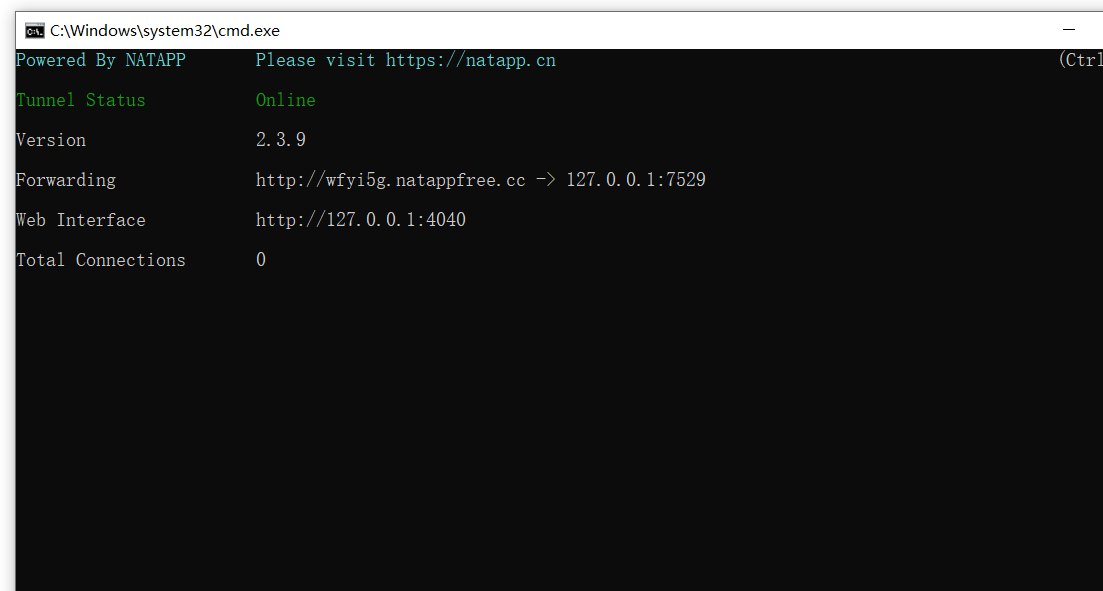 C:\Windows\system32\cmd.exe
Powered By NATAPP Please visit https://natapp.cn (Ctrl
Tunnel Status Online
Version 2.3.9
Forwarding http://wfyi5g.natappfree.cc -> 127.0.0.1:7529
Web Interface http://127.0.0.1:4040
Total Connections 0